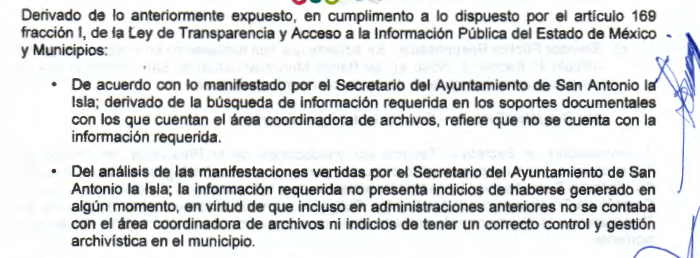 Derivado de lo anteriormente expuesto, en cumplimento a lo dispuesto por el artículo 169
fracción I, de la Ley de Transparencia y Acceso a la Información Pública del Estado de México
y Municipios:
• De acuerdo con lo manifestado por el Secretario del Ayuntamiento de San Antonio la
Isla; derivado de la búsqueda de información requerida en los soportes documentales
con los que cuentan el área coordinadora de archivos, refiere que no se cuenta con la
información requerida.
• Del análisis de las manifestaciones vertidas por el Secretario del Ayuntamiento de San
Antonio la Isla; la información requerida no presenta indicios de haberse generado en
algún momento, en virtud de que incluso en administraciones anteriores no se contaba
con el área coordinadora de archivos ni indicios de tener un correcto control y gestión
archivística en el municipio.